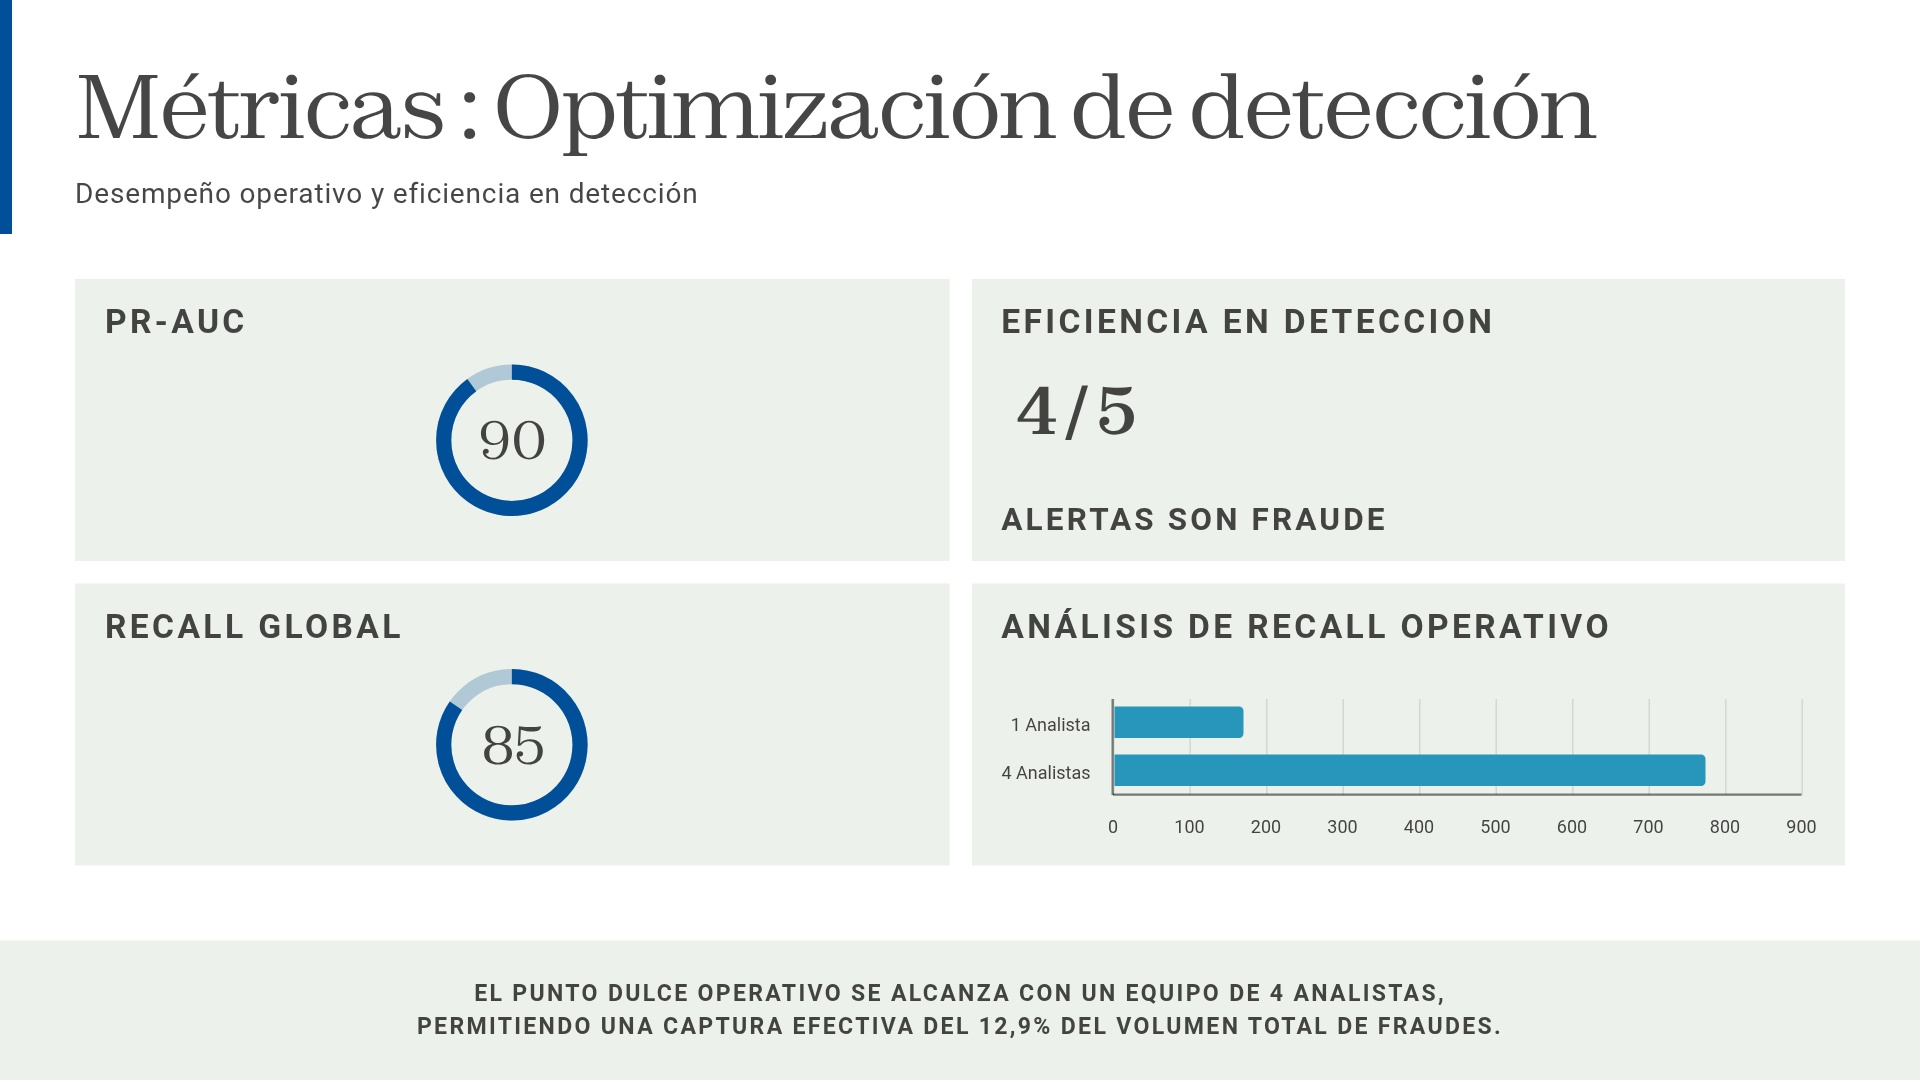 Métricas : Optimización de detección
Desempeño operativo y eficiencia en detección
PR-AUC
90
EFICIENCIA EN DETECCION
4/5
ALERTAS SON FRAUDE
RECALL GLOBAL
85
ANÁLISIS DE RECALL OPERATIVO
1 Analista
4 Analistas
0 100 200 300 400 500 600 700 800 900
EL PUNTO DULCE OPERATIVO SE ALCANZA CON UN EQUIPO DE 4 ANALISTAS,
PERMITIENDO UNA CAPTURA EFECTIVA DEL 12,9% DEL VOLUMEN TOTAL DE FRAUDES.